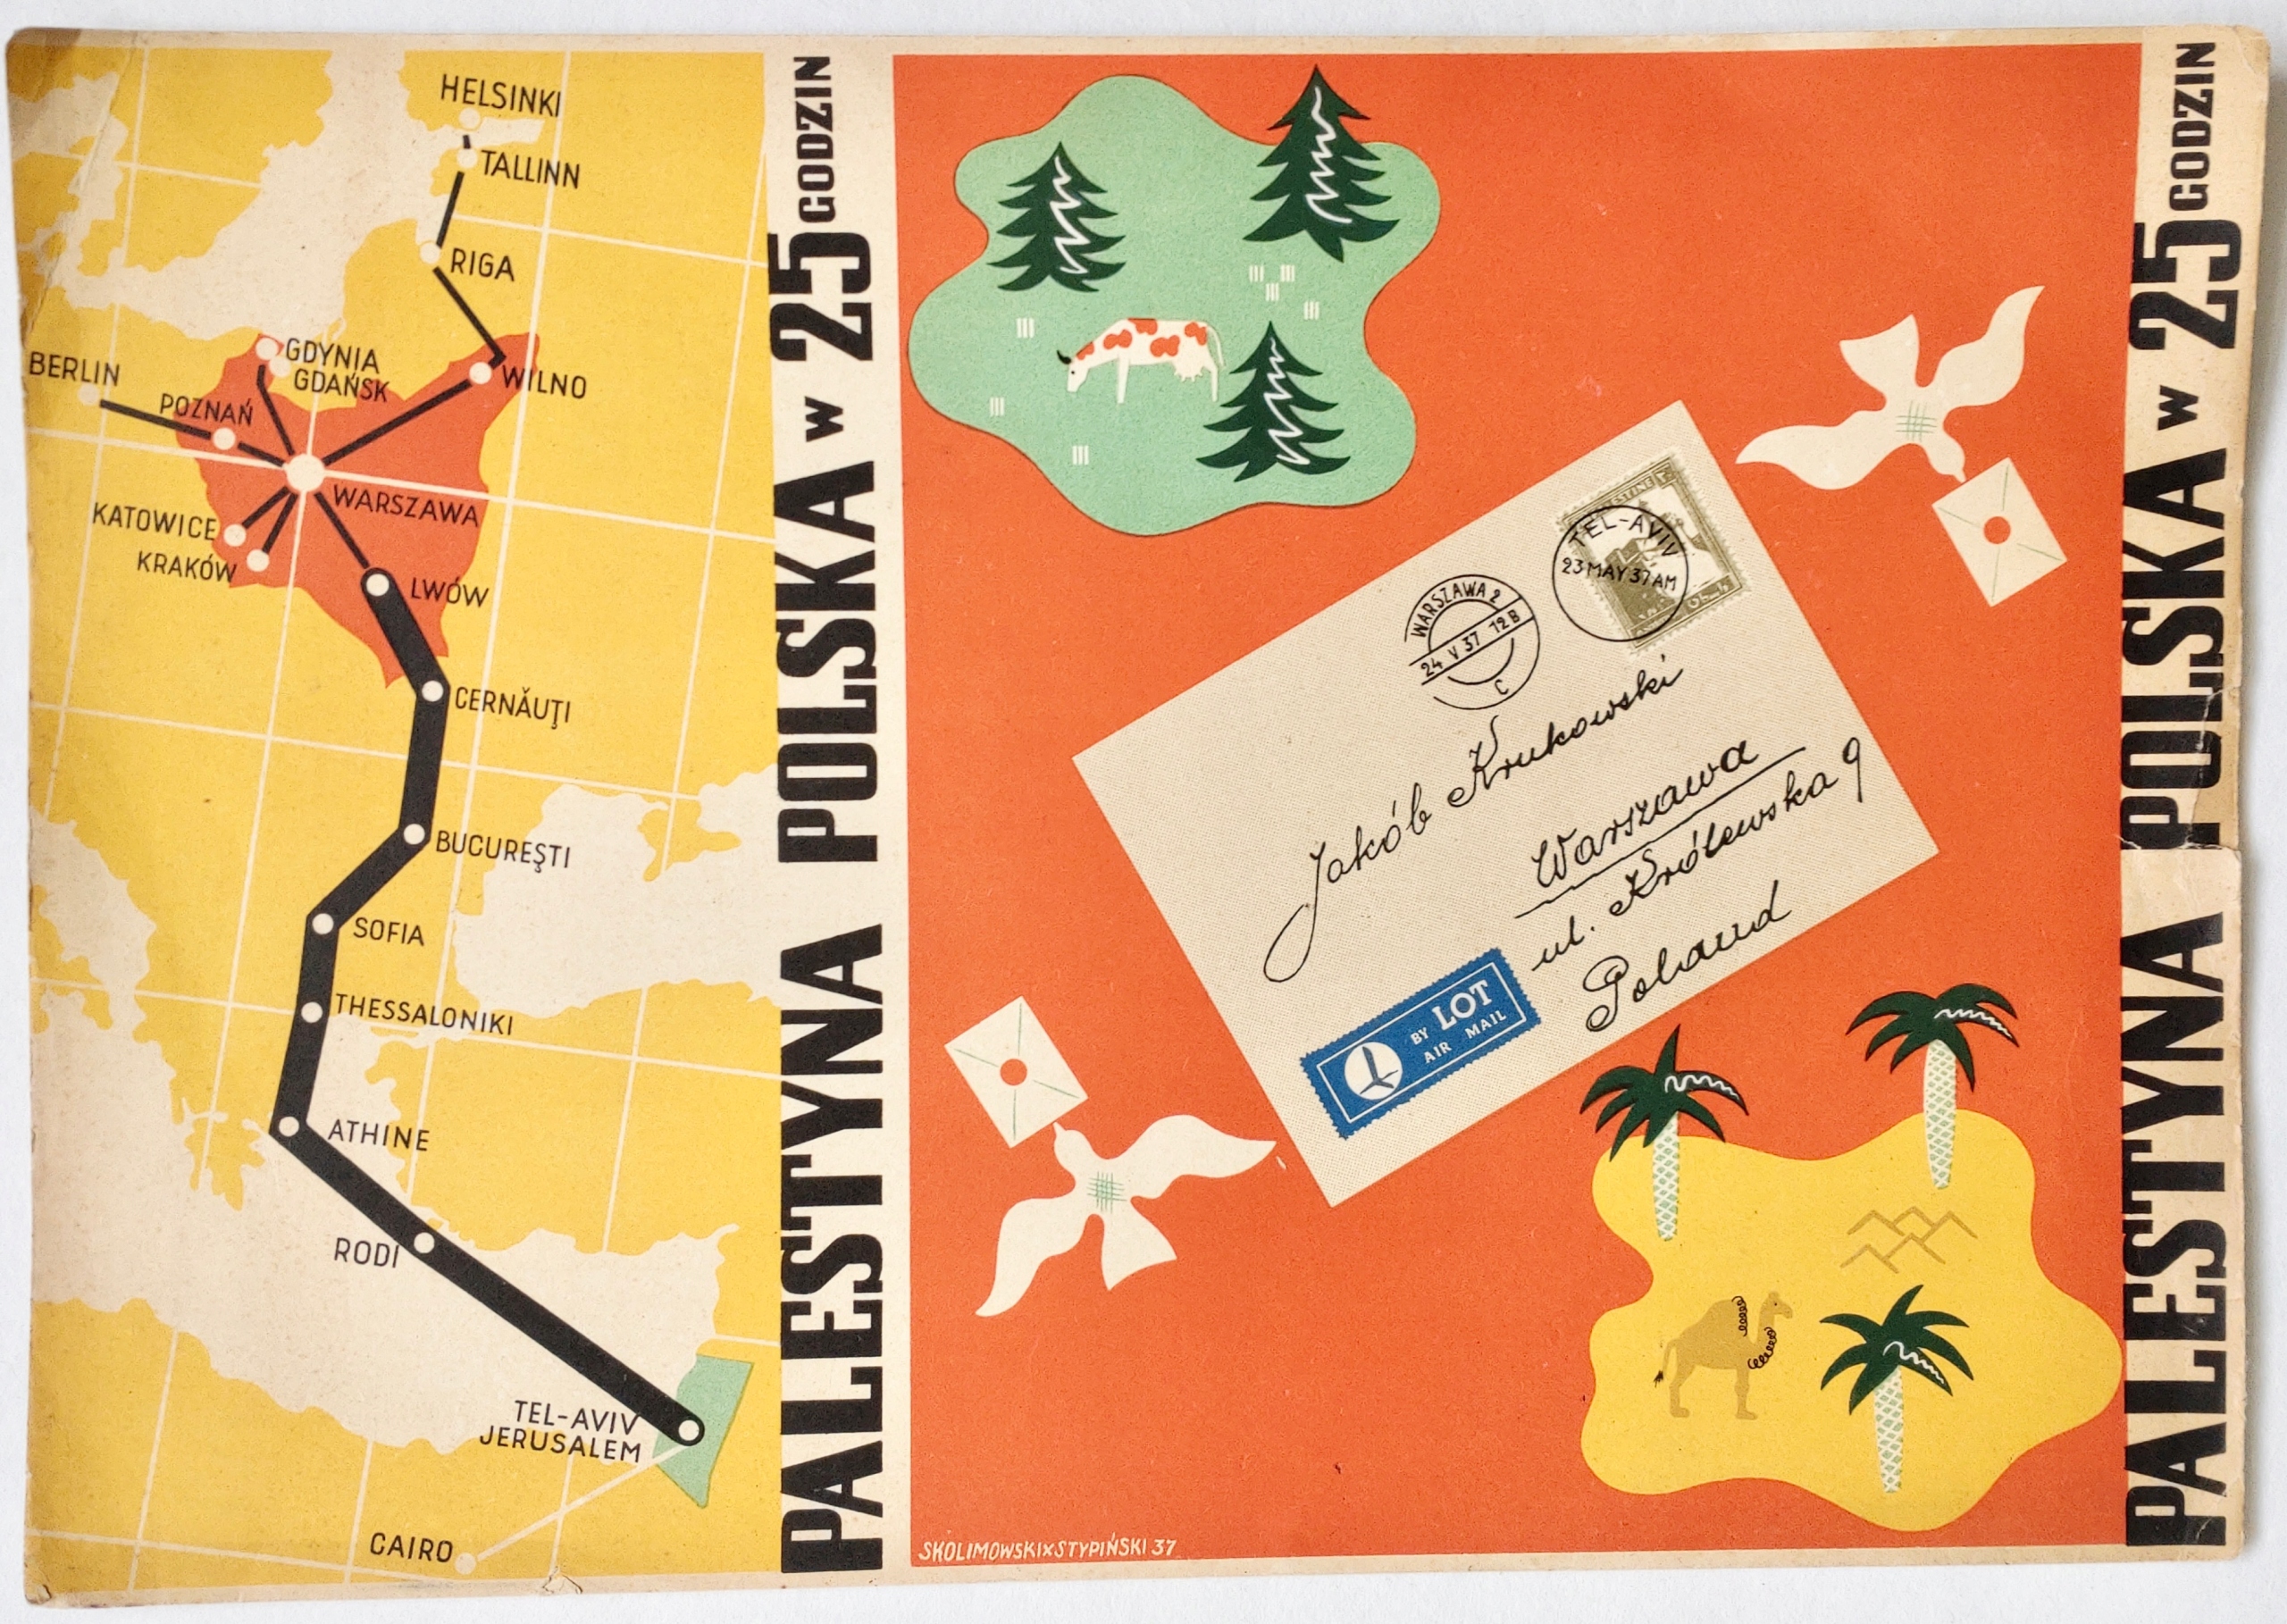 HELSINKI
TALLINN
RIGA
GDYNIA
GDAŃSK
BERLIN
WILNO
POZNAŃ
WARSZAWA
KATOWICE
KRAKÓW
LWÓW
CERNĂUŢI
BUCUREŞTI
SOFIA
THESSALONIKI
ATHINE
RODI
TEL-AVIV
JERUSALEM
CAIRO
PALESTYNA POLSKA w 25 GODZIN
PALESTINE
TEL-AVIV
23 MAY 37 AM
WARSZAWA 2
24 V 37 12 B
C
Jakób Krukowski
Warszawa
ul. Królewska 9
Poland
BY LOT
AIR MAIL
SKOLIMOWSKI x STYPIŃSKI 37
PALESTYNA POLSKA w 25 GODZIN